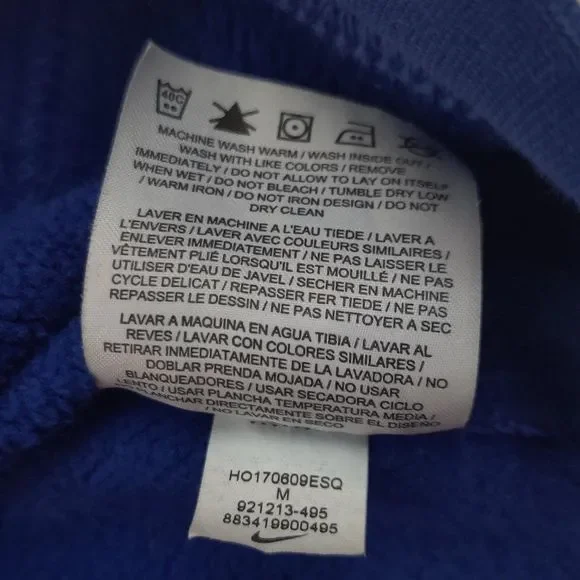 40C
MACHINE WASH WARM / WASH INSIDE OUT /
WASH WITH LIKE COLORS / REMOVE
IMMEDIATELY / DO NOT ALLOW TO LAY ON ITSELF
WHEN WET / DO NOT BLEACH / TUMBLE DRY LOW
/ WARM IRON / DO NOT IRON DESIGN / DO NOT
DRY CLEAN
LAVER EN MACHINE A L'EAU TIEDE / LAVER A
L'ENVERS / LAVER AVEC COULEURS SIMILAIRES /
ENLEVER IMMEDIATEMENT / NE PAS LAISSER LE
VÊTEMENT PLIÉ LORSQU'IL EST MOUILLÉ / NE PAS
UTILISER D'EAU DE JAVEL / SECHER EN MACHINE
CYCLE DELICAT / REPASSER FER TIEDE / NE PAS
REPASSER LE DESSIN / NE PAS NETTOYER A SEC
LAVAR A MAQUINA EN AGUA TIBIA / LAVAR AL
REVES / LAVAR CON COLORES SIMILARES /
RETIRAR INMEDIATAMENTE DE LA LAVADORA / NO
DOBLAR PRENDA MOJADA / NO USAR
BLANQUEADORES / USAR SECADORA CICLO
LENTO / USAR PLANCHA TEMPERATURA MEDIA /
PLANCHAR DIRECTAMENTE SOBRE EL DISEÑO
/ NO LAVAR EN SECO
HO170609ESQ
M
921213-495
883419900495